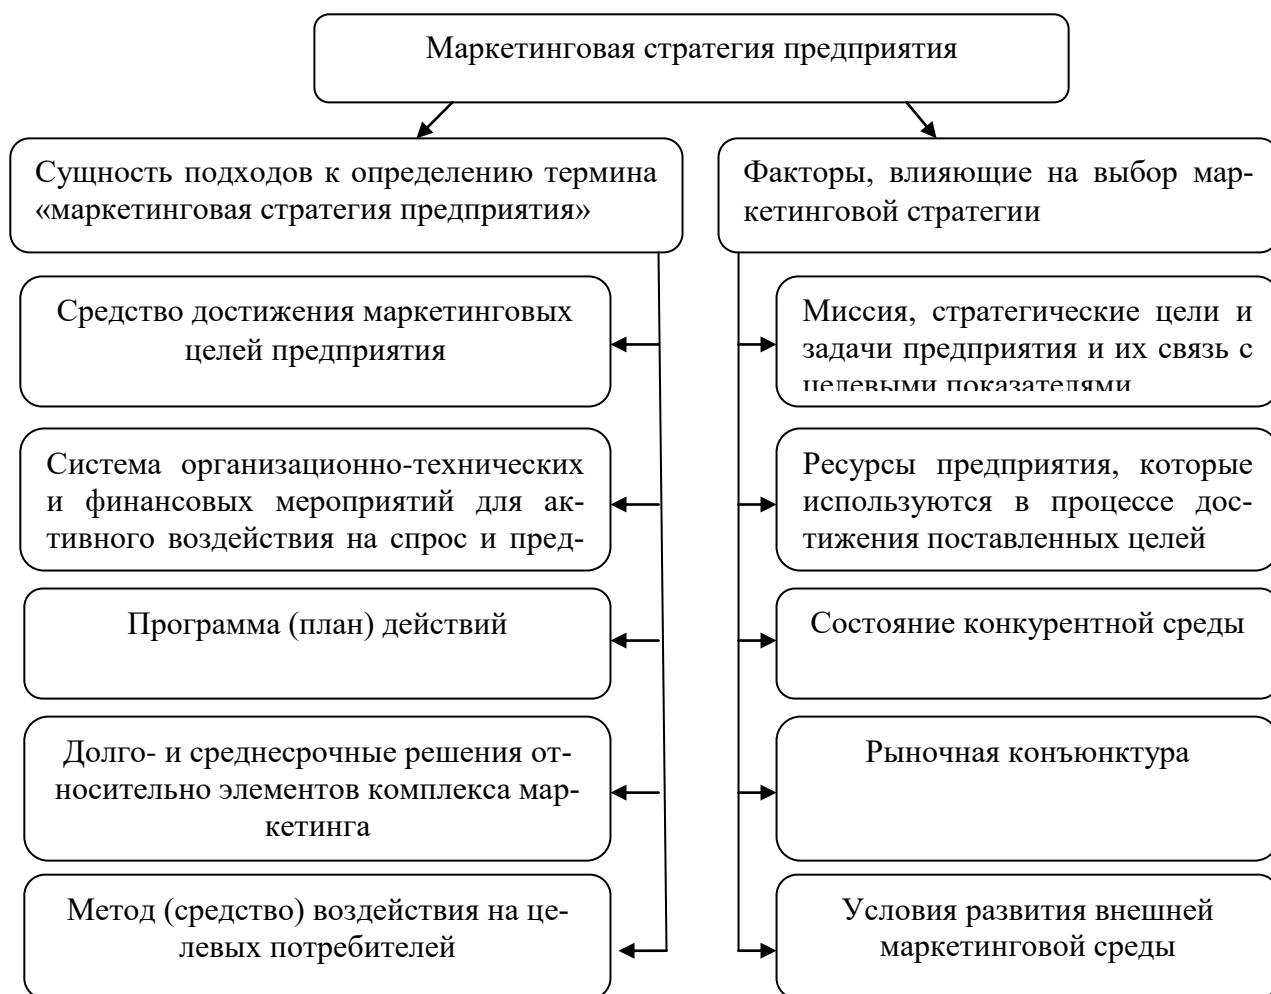 Маркетинговая стратегия предприятия
Сущность подходов к определению термина
«маркетинговая стратегия предприятия»
Средство достижения маркетинговых
целей предприятия
Система организационно-технических
и финансовых мероприятий для ак-
тивного воздействия на спрос и пред-
Программа (план) действий
Долго- и среднесрочные решения от-
носительно элементов комплекса мар-
кетинга
Метод (средство) воздействия на це-
левых потребителей
Факторы, влияющие на выбор мар-
кетинговой стратегии
Миссия, стратегические цели и
задачи предприятия и их связь с
целевыми показателями
Ресурсы предприятия, которые
используются в процессе дос-
тижения поставленных целей
Состояние конкурентной среды
Рыночная конъюнктура
Условия развития внешней
маркетинговой среды